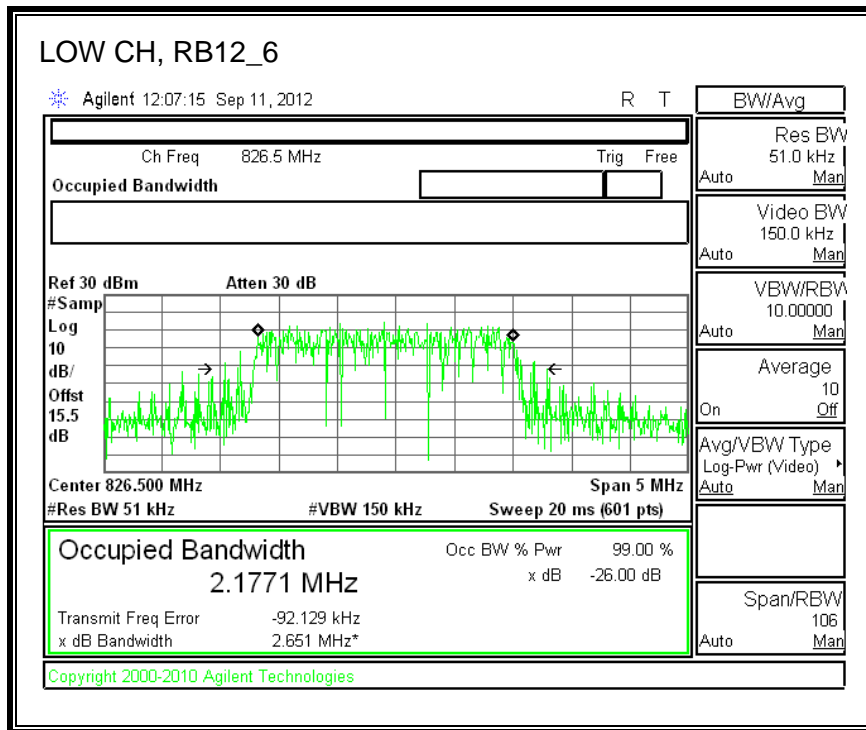 LOW CH, RB12_6
Agilent 12:07:15 Sep 11, 2012 R T
Ch Freq 826.5 MHz Trig Free
Occupied Bandwidth
Ref 30 dBm Atten 30 dB
#Samp
Log
10
dB/
Offst
15.5
dB
Center 826.500 MHz Span 5 MHz
#Res BW 51 kHz #VBW 150 kHz Sweep 20 ms (601 pts)
Occupied Bandwidth
2.1771 MHz
Occ BW % Pwr 99.00 %
x dB -26.00 dB
Transmit Freq Error -92.129 kHz
x dB Bandwidth 2.651 MHz*
Copyright 2000-2010 Agilent Technologies
BW/Avg
Res BW
51.0 kHz
Auto Man
Video BW
150.0 kHz
Auto Man
VBW/RBW
10.00000
Auto Man
Average
10
On Off
Avg/VBW Type
Log-Pwr (Video)
Auto Man
Span/RBW
106
Auto Man